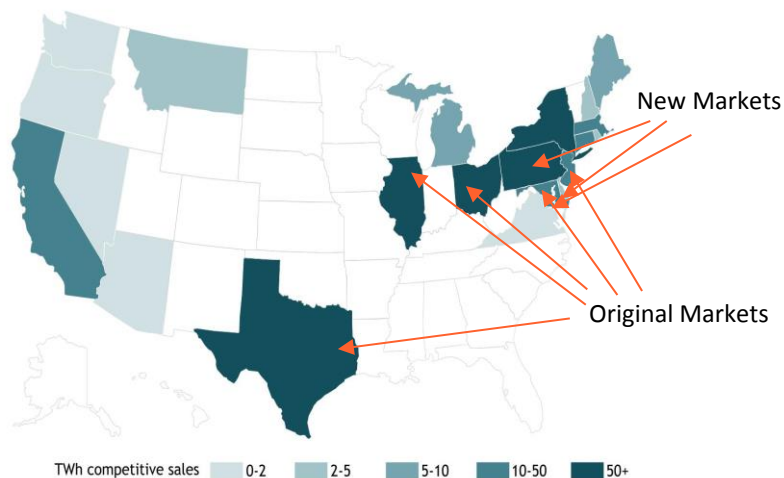 New Markets
Original Markets
TWh competitive sales 0-2 2-5 5-10 10-50 50+